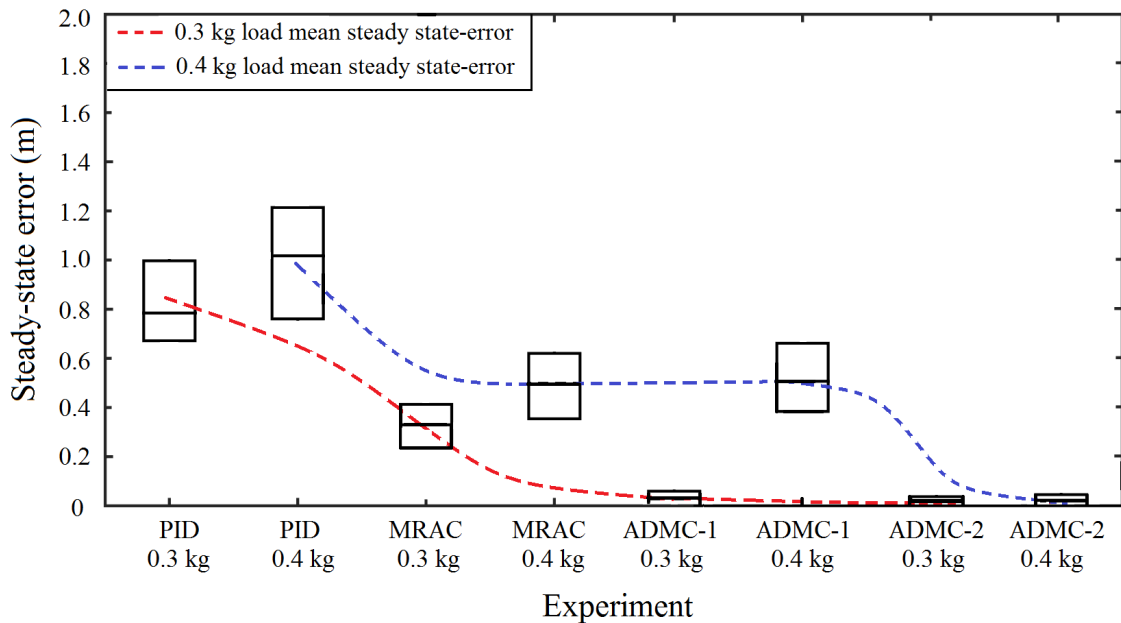 2.0
1.8
1.6
1.4
1.2
1.0
0.8
0.6
0.4
0.2
0
Steady-state error (m)
0.3 kg load mean steady state-error
0.4 kg load mean steady state-error
PID PID MRAC MRAC ADMC-1 ADMC-1 ADMC-2 ADMC-2
0.3 kg 0.4 kg 0.3 kg 0.4 kg 0.3 kg 0.4 kg 0.3 kg 0.4 kg
Experiment